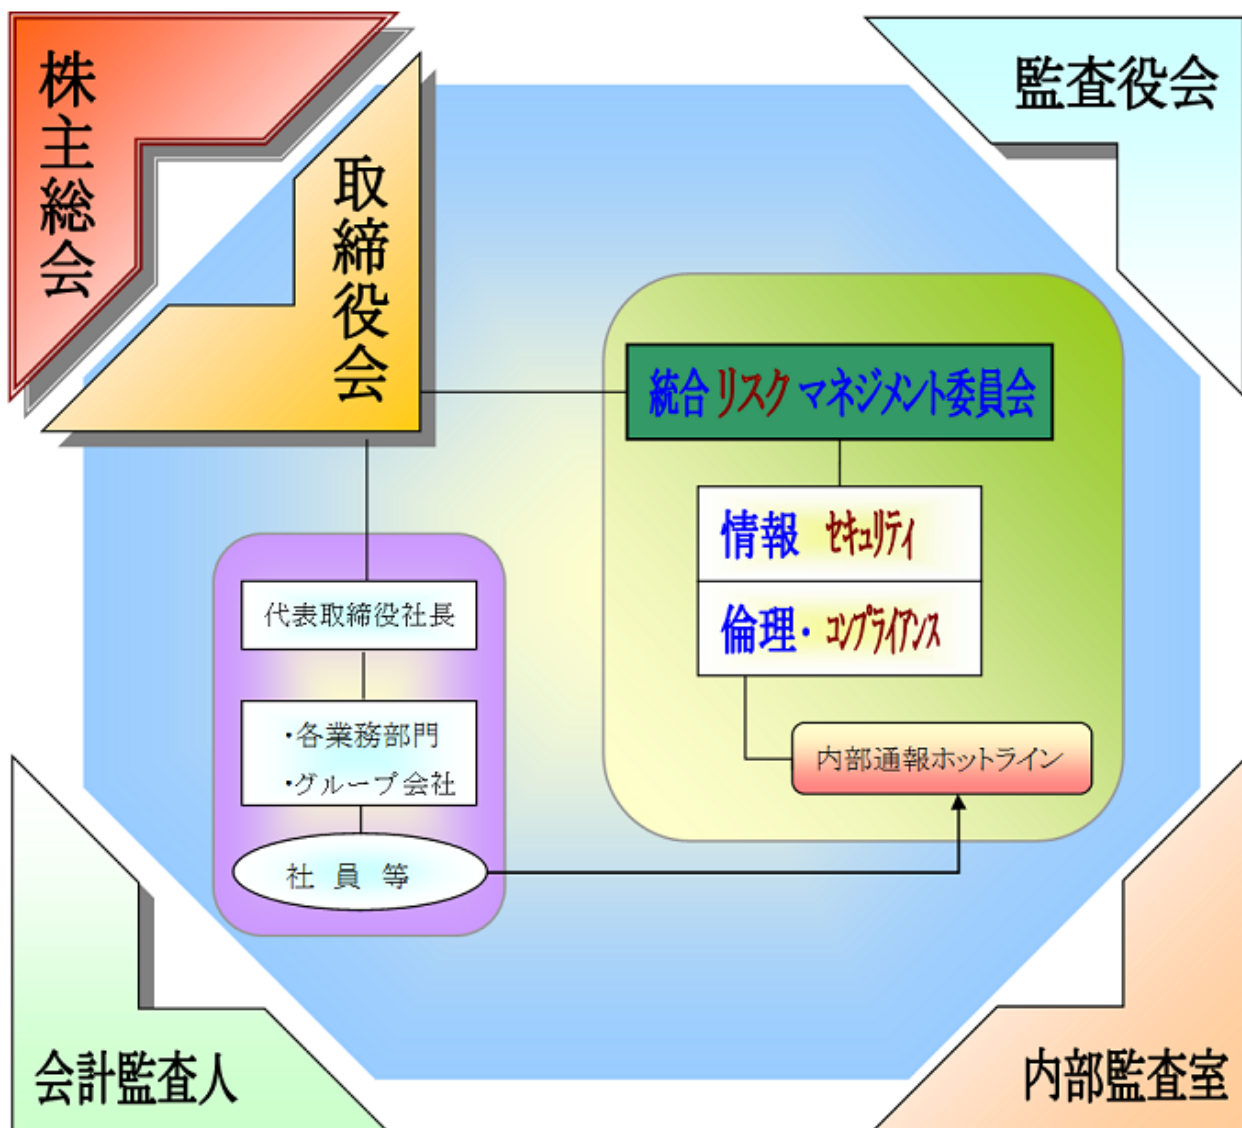 株主総会
監査役会
取締役会
統合リスクマネジメント委員会
情報 セキュリティ
倫理・コンプライアンス
代表取締役社長
・各業務部門
・グループ会社
内部通報ホットライン
社 員 等
会計監査人
内部監査室